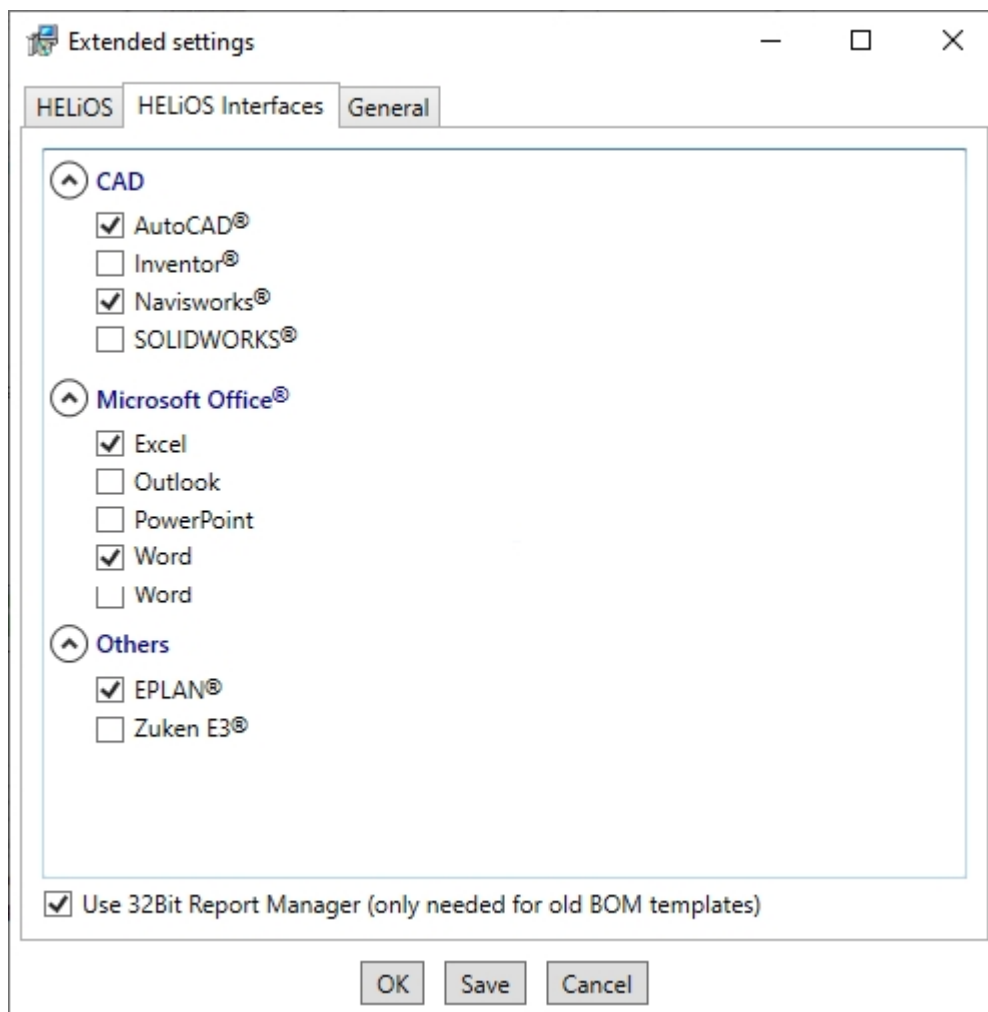 Extended settings
HELiOS HELiOS Interfaces General
CAD
AutoCAD®
Inventor®
Navisworks®
SOLIDWORKS®
Microsoft Office®
Excel
Outlook
PowerPoint
Word
Word
Others
EPLAN®
Zuken E3®
Use 32Bit Report Manager (only needed for old BOM templates)
OK Save Cancel